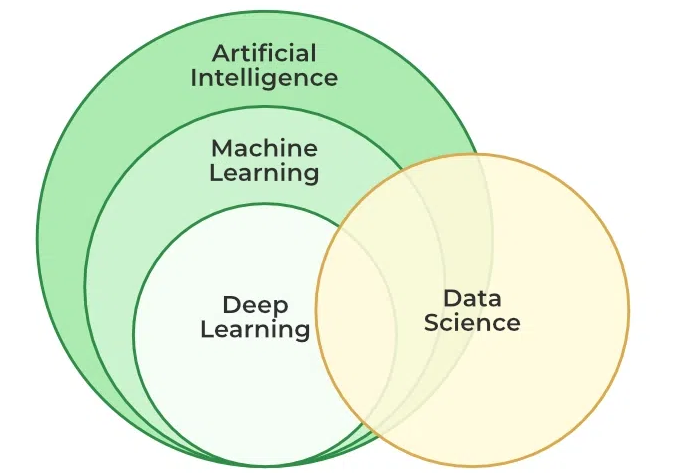 Artificial
Intelligence
Machine
Learning
Deep
Learning
Data
Science